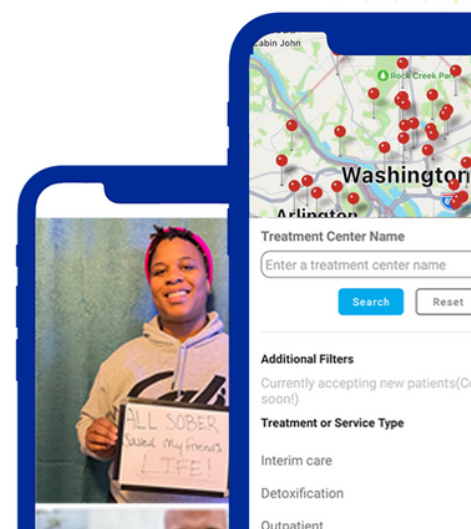 ALL SOBER
Saved My friends
LIFE!
Cabin John
Rock Creek Park
Washington
Arlington
Treatment Center Name
Enter a treatment center name
Search
Reset
Additional Filters
Currently accepting new patients(Co
soon!)
Treatment or Service Type
Interim care
Detoxification
Outpatient